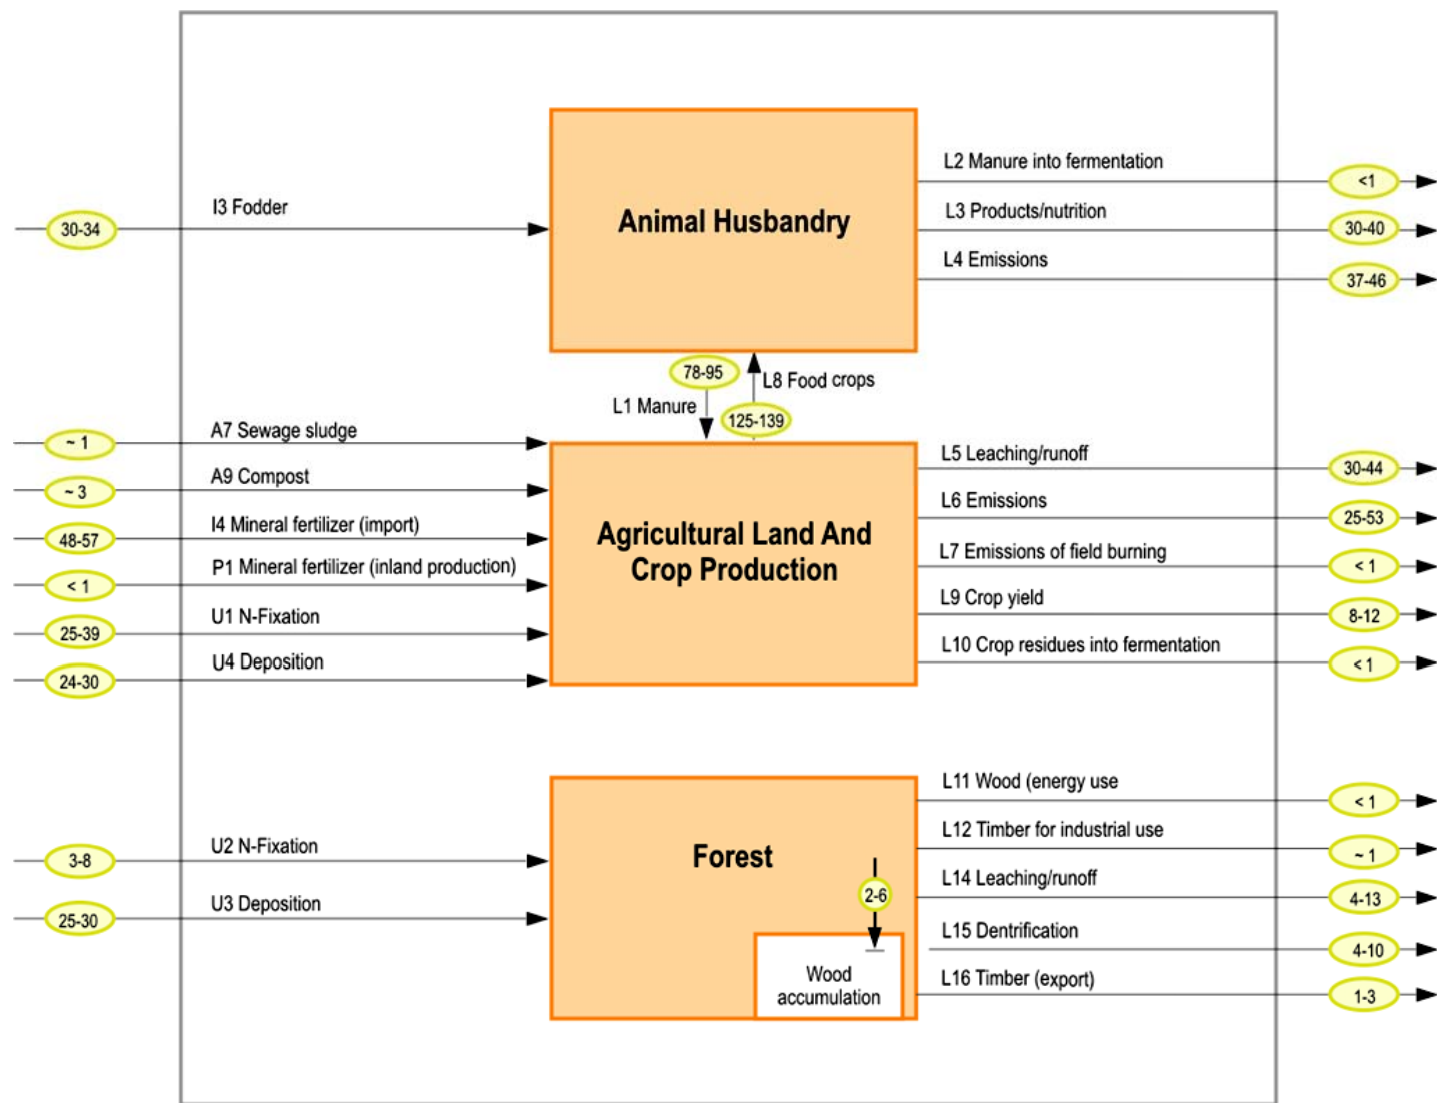 L2 Manure into fermentation
<1
I3 Fodder
30-34
Animal Husbandry
L3 Products/nutrition
30-40
L4 Emissions
37-46
78-95
L8 Food crops
L1 Manure
125-139
A7 Sewage sludge
~ 1
A9 Compost
~ 3
I4 Mineral fertilizer (import)
48-57
P1 Mineral fertilizer (inland production)
< 1
U1 N-Fixation
25-39
U4 Deposition
24-30
Agricultural Land And
Crop Production
L5 Leaching/runoff
30-44
L6 Emissions
25-53
L7 Emissions of field burning
< 1
L9 Crop yield
8-12
L10 Crop residues into fermentation
< 1
U2 N-Fixation
3-8
U3 Deposition
25-30
Forest
2-6
Wood
accumulation
L11 Wood (energy use
< 1
L12 Timber for industrial use
~ 1
L14 Leaching/runoff
4-13
L15 Dentrification
4-10
L16 Timber (export)
1-3